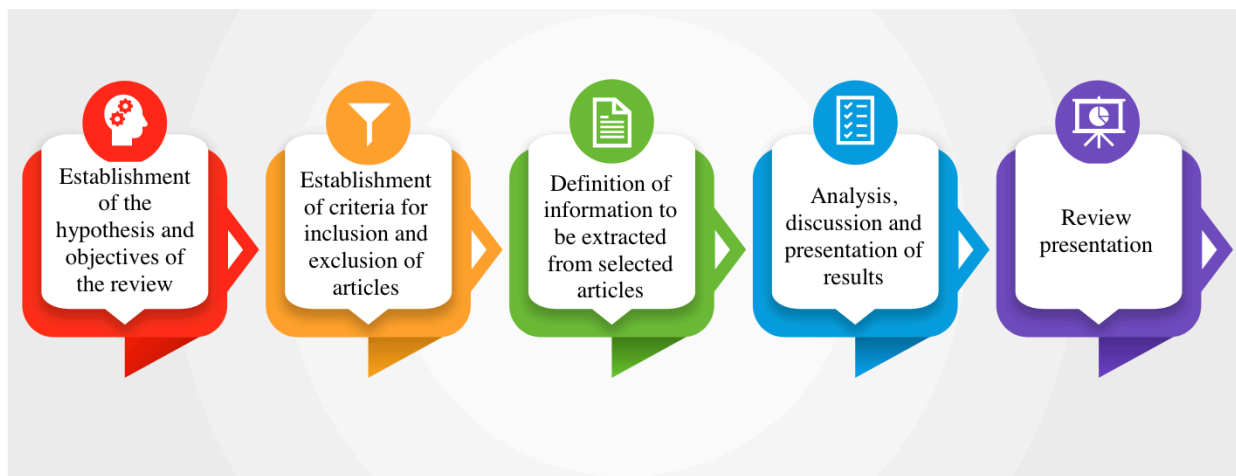 Establishment
of the
hypothesis and
objectives of
the review
Establishment
of criteria for
inclusion and
exclusion of
articles
Definition of
information to
be extracted
from selected
articles
Analysis,
discussion and
presentation of
results
Review
presentation